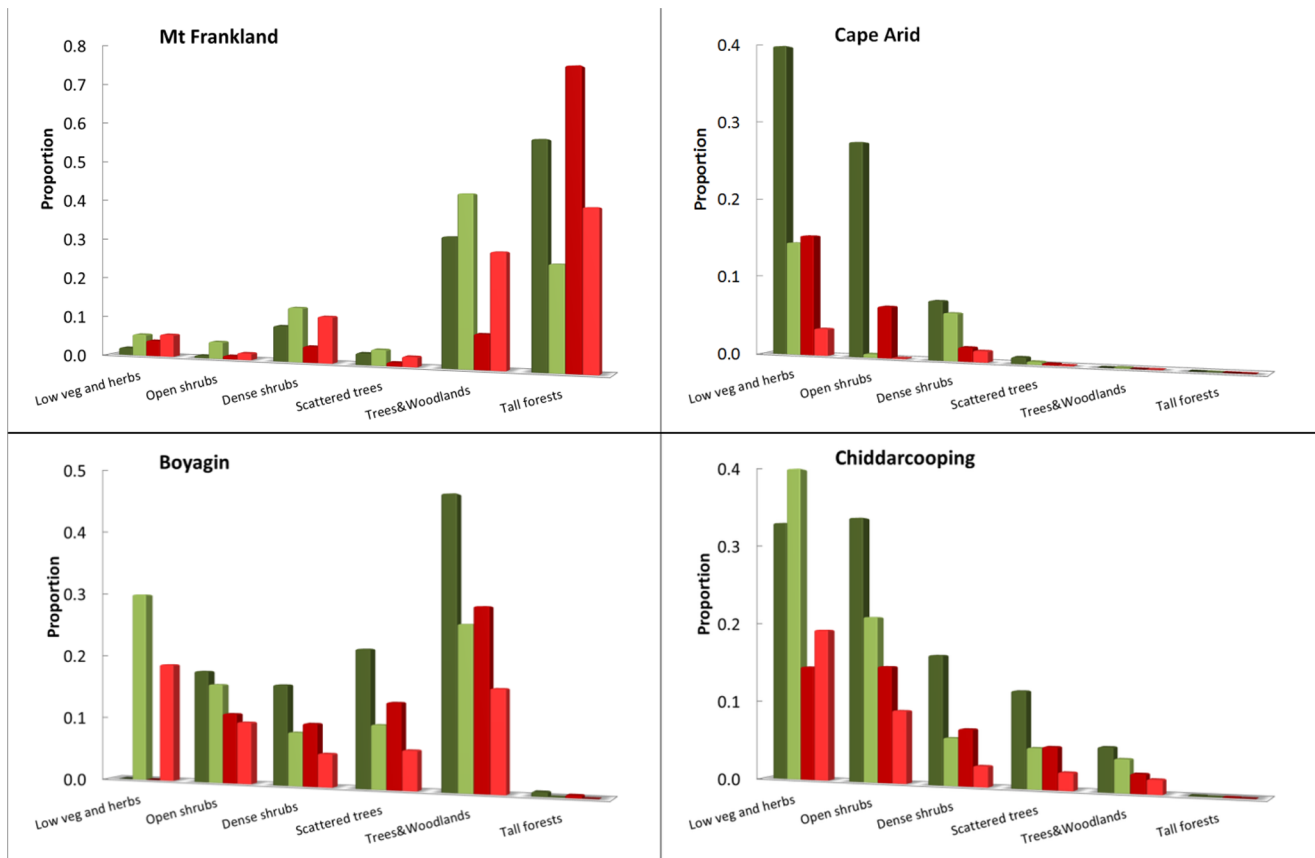 Mt Frankland
Proportion
0.8
0.7
0.6
0.5
0.4
0.3
0.2
0.1
0.0
Low veg and herbs
Open shrubs
Dense shrubs
Scattered trees
Trees&Woodlands
Tall forests
Cape Arid
Proportion
0.4
0.3
0.2
0.1
0.0
Low veg and herbs
Open shrubs
Dense shrubs
Scattered trees
Trees&Woodlands
Tall forests
Boyagin
Proportion
0.5
0.4
0.3
0.2
0.1
0.0
Low veg and herbs
Open shrubs
Dense shrubs
Scattered trees
Trees&Woodlands
Tall forests
Chiddarcooping
Proportion
0.4
0.3
0.2
0.1
0.0
Low veg and herbs
Open shrubs
Dense shrubs
Scattered trees
Trees&Woodlands
Tall forests